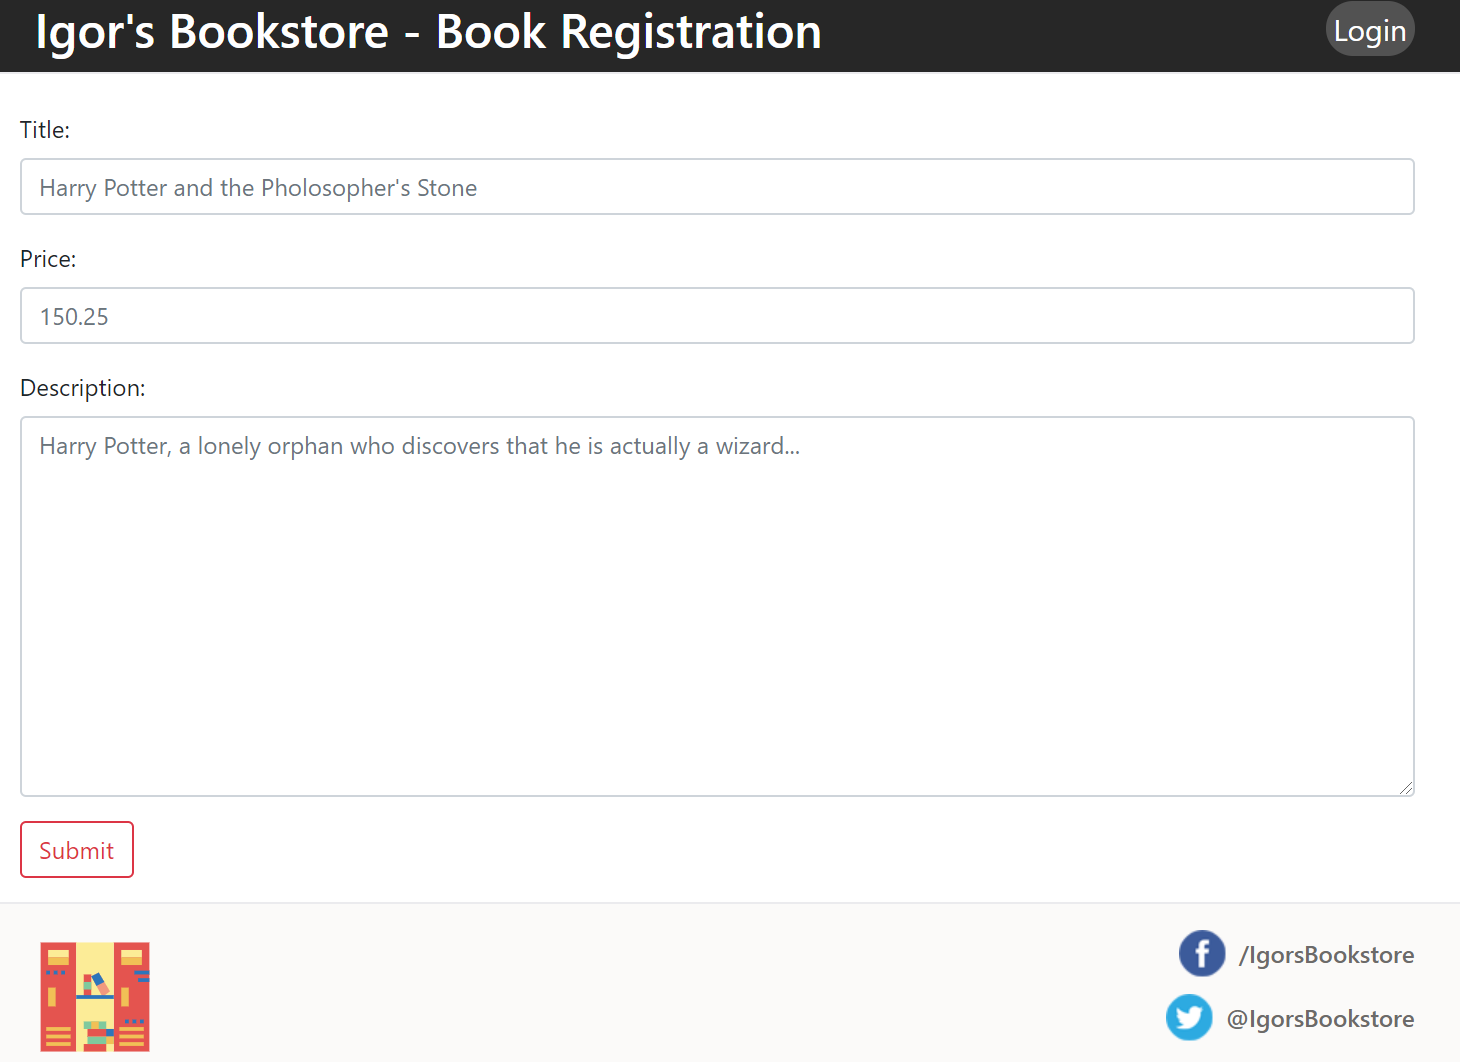 Igor's Bookstore - Book Registration
Login
Title:
Harry Potter and the Pholosopher's Stone
Price:
150.25
Description:
Harry Potter, a lonely orphan who discovers that he is actually a wizard...
Submit
/IgorsBookstore
@IgorsBookstore